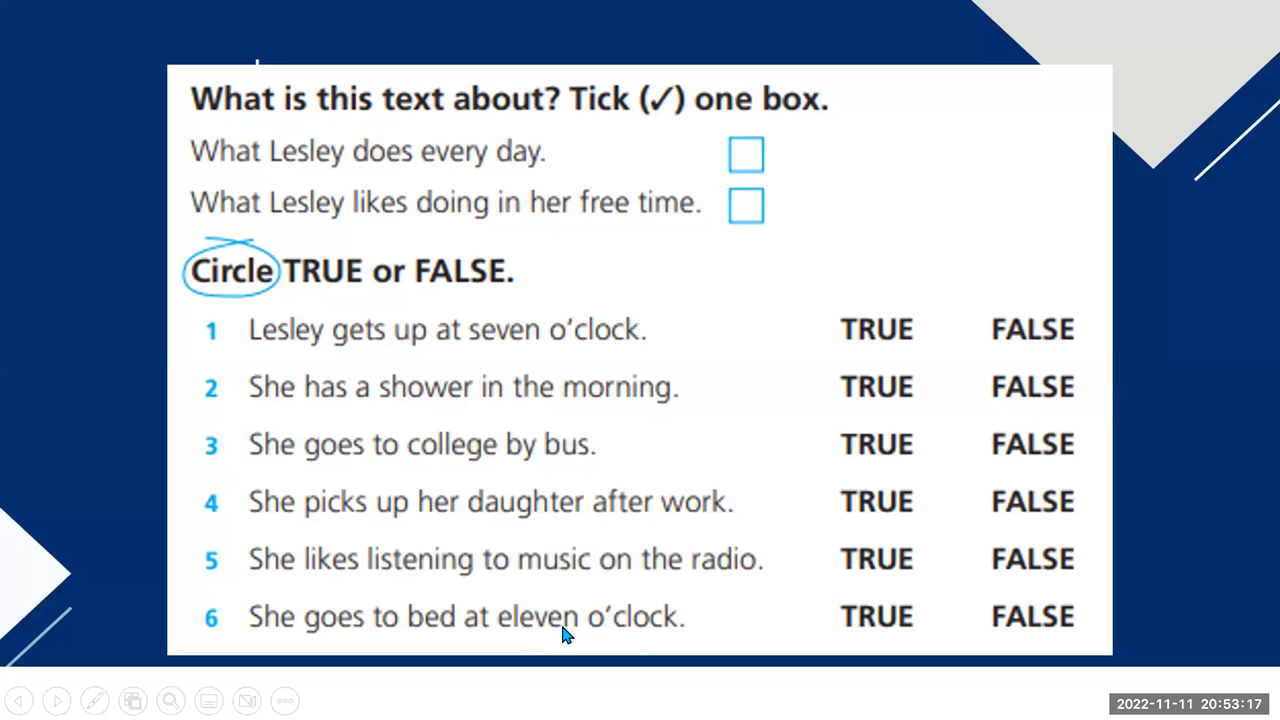 What is this text about? Tick (✓) one box.
What Lesley does every day.
What Lesley likes doing in her free time.
Circle TRUE or FALSE.
1 Lesley gets up at seven o'clock. TRUE FALSE
2 She has a shower in the morning. TRUE FALSE
3 She goes to college by bus. TRUE FALSE
4 She picks up her daughter after work. TRUE FALSE
5 She likes listening to music on the radio. TRUE FALSE
6 She goes to bed at eleven o'clock. TRUE FALSE
2022-11-11 20:53:17